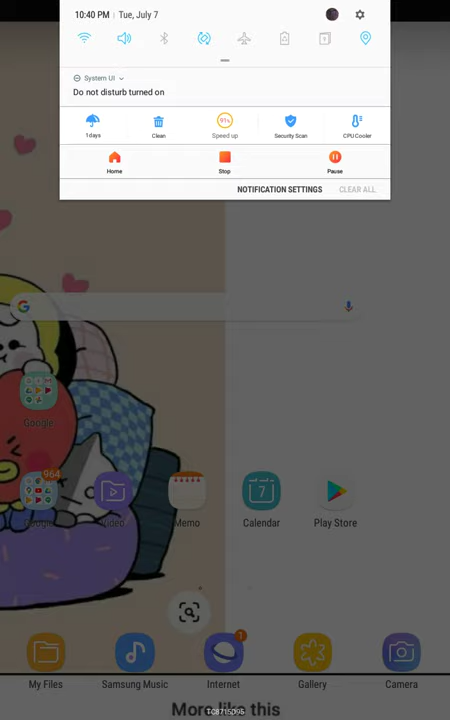 10:40 PM | Tue, July 7
System UI
Do not disturb turned on
91%
1days
Clean
Speed up
Security Scan
CPU Cooler
Home
Stop
Pause
NOTIFICATION SETTINGS
CLEAR ALL
G
Google
964
7
Google
Video
Memo
Calendar
Play Store
1
My Files
Samsung Music
Internet
Gallery
Camera
More like this